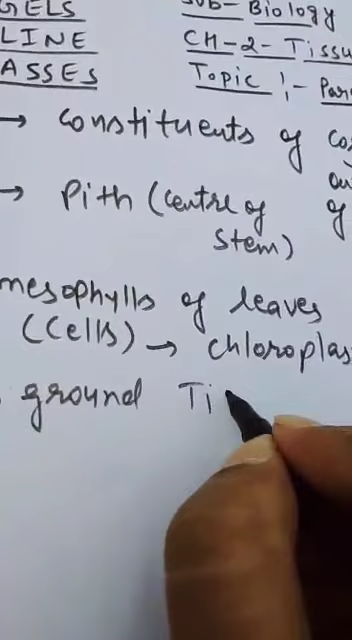 GELS
LINE
ASSES
Sub- Biology
CH-2- Tissu
Topic :- Par
→ Constituents of Co
→ Pith (Centre of
Stem)
of
mesophylls of leaves
(Cells) → Chloroplas
ground Ti